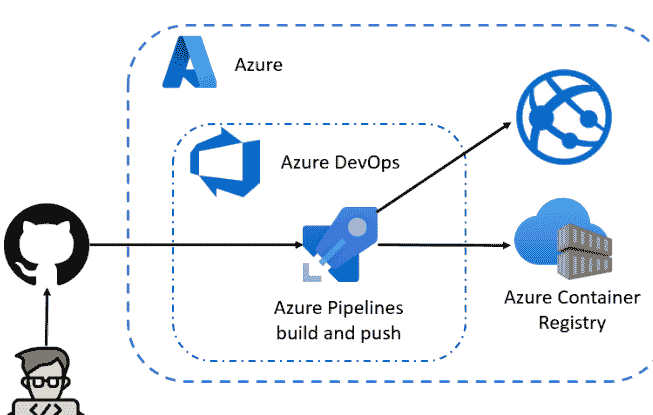 Azure
Azure DevOps
Azure Pipelines
build and push
Azure Container
Registry
</>